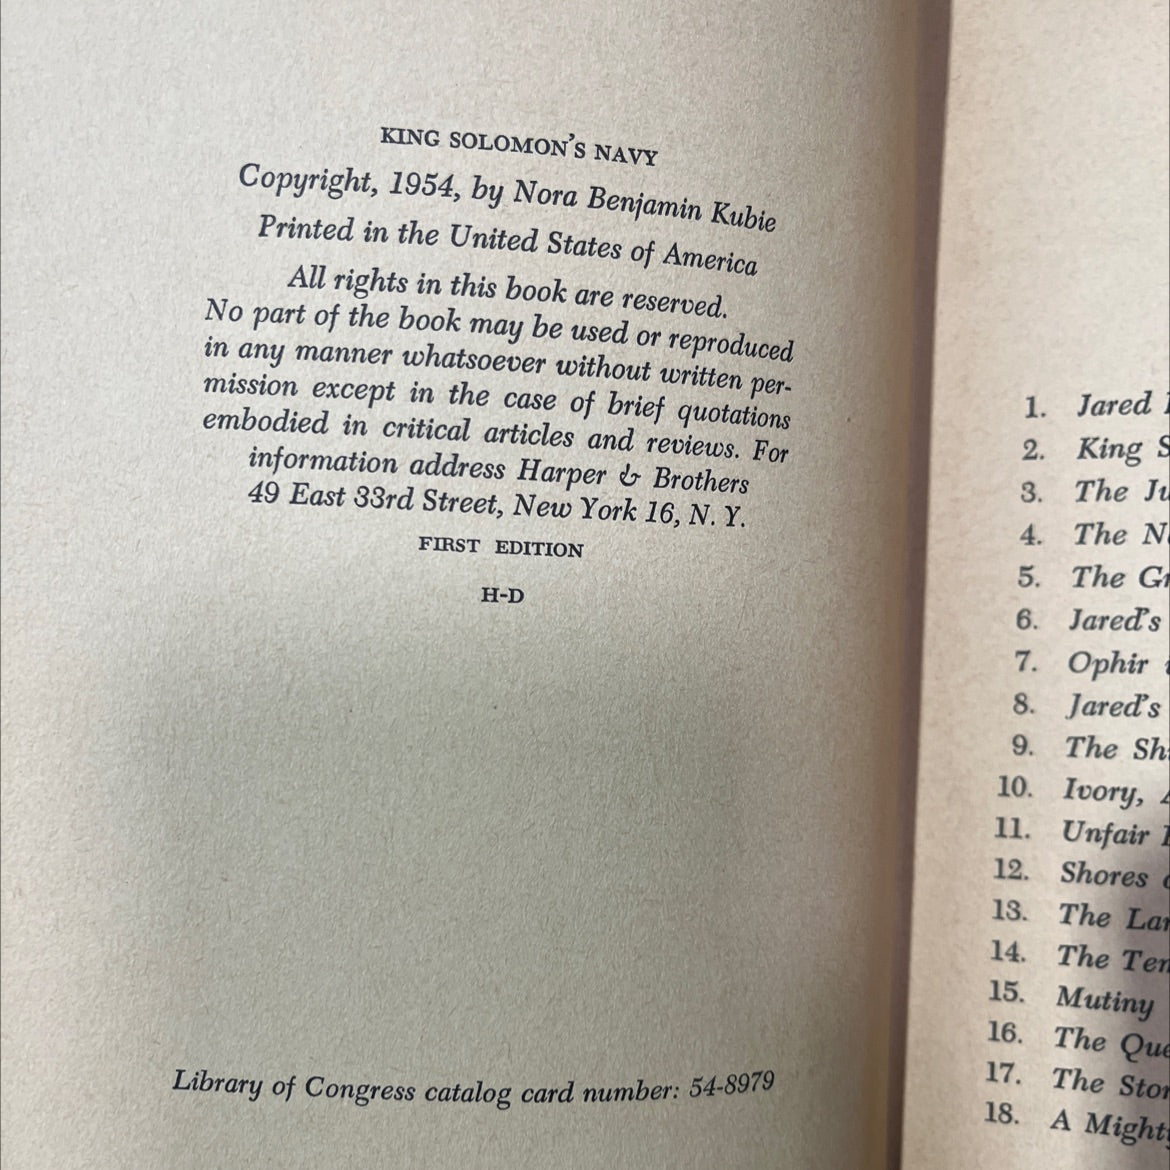 KING SOLOMON'S NAVY
Copyright, 1954, by Nora Benjamin Kubie
Printed in the United States of America
All rights in this book are reserved.
No part of the book may be used or reproduced
in any manner whatsoever without written per-
mission except in the case of brief quotations
embodied in critical articles and reviews. For
information address Harper & Brothers
49 East 33rd Street, New York 16, N. Y.
FIRST EDITION
H-D
Library of Congress catalog card number: 54-8979
1. Jared
2. King
3. The
4. The
5. The
6. Jared's
7. Ophir
8. Jared's
9. The
10. Ivory,
11. Unfair
12. Shores
13. The
14. The
15. Mutiny
16. The
17. The
18. A